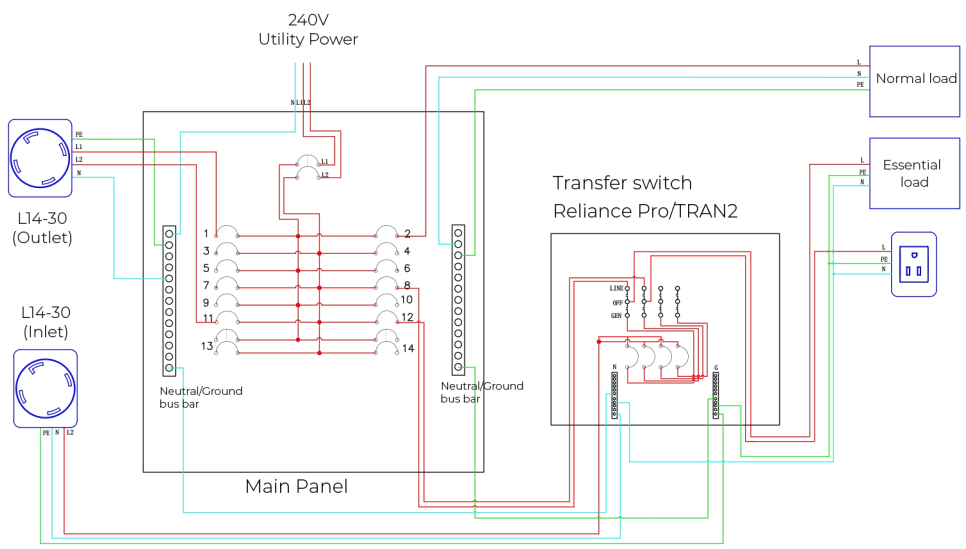 240V
Utility Power
N L1L2
L
N
PE
Normal load
PE
L1
L2
N
L14-30
(Outlet)
L1
L2
L
PE
N
Essential
load
Transfer switch
Reliance Pro/TRAN2
1
2
3
4
5
6
7
8
9
10
11
12
13
14
L
PE
N
LINE
OFF
GEN
L14-30
(Inlet)
N
G
Neutral/Ground
bus bar
Neutral/Ground
bus bar
PE
N
L2
Main Panel